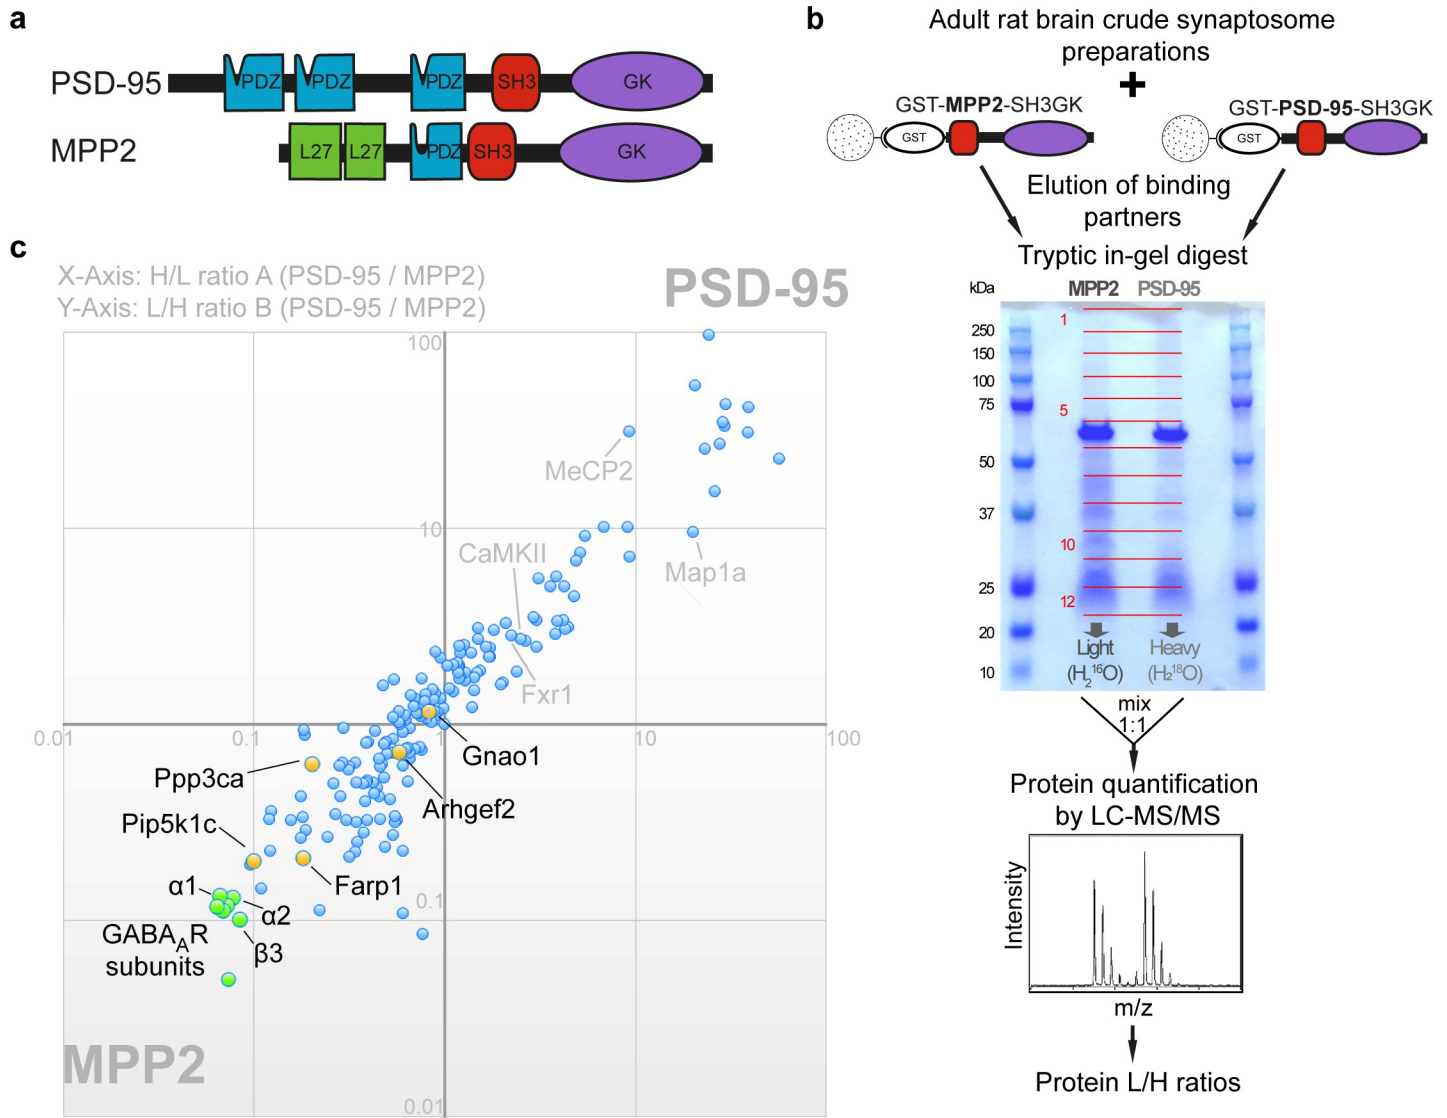 a
PSD-95
PDZ
PDZ
PDZ
SH3
GK
MPP2
L27
L27
PDZ
SH3
GK
b
Adult rat brain crude synaptosome
preparations
+
GST-MPP2-SH3GK
GST-PSD-95-SH3GK
GST
GST
Elution of binding
partners
Tryptic in-gel digest
kDa
MPP2
PSD-95
250
150
100
75
50
37
25
20
10
1
5
10
12
Light
(H₂¹⁶O)
Heavy
(H₂¹⁸O)
mix
1:1
Protein quantification
by LC-MS/MS
Intensity
m/z
Protein L/H ratios
c
X-Axis: H/L ratio A (PSD-95 / MPP2)
Y-Axis: L/H ratio B (PSD-95 / MPP2)
PSD-95
100
MeCP2
10
CaMKII
Map1a
Fxr1
0.01
0.1
1
10
100
Gnao1
Ppp3ca
Arhgef2
Pip5k1c
Farp1
α1
α2
0.1
GABA_AR
subunits
β3
MPP2
0.01